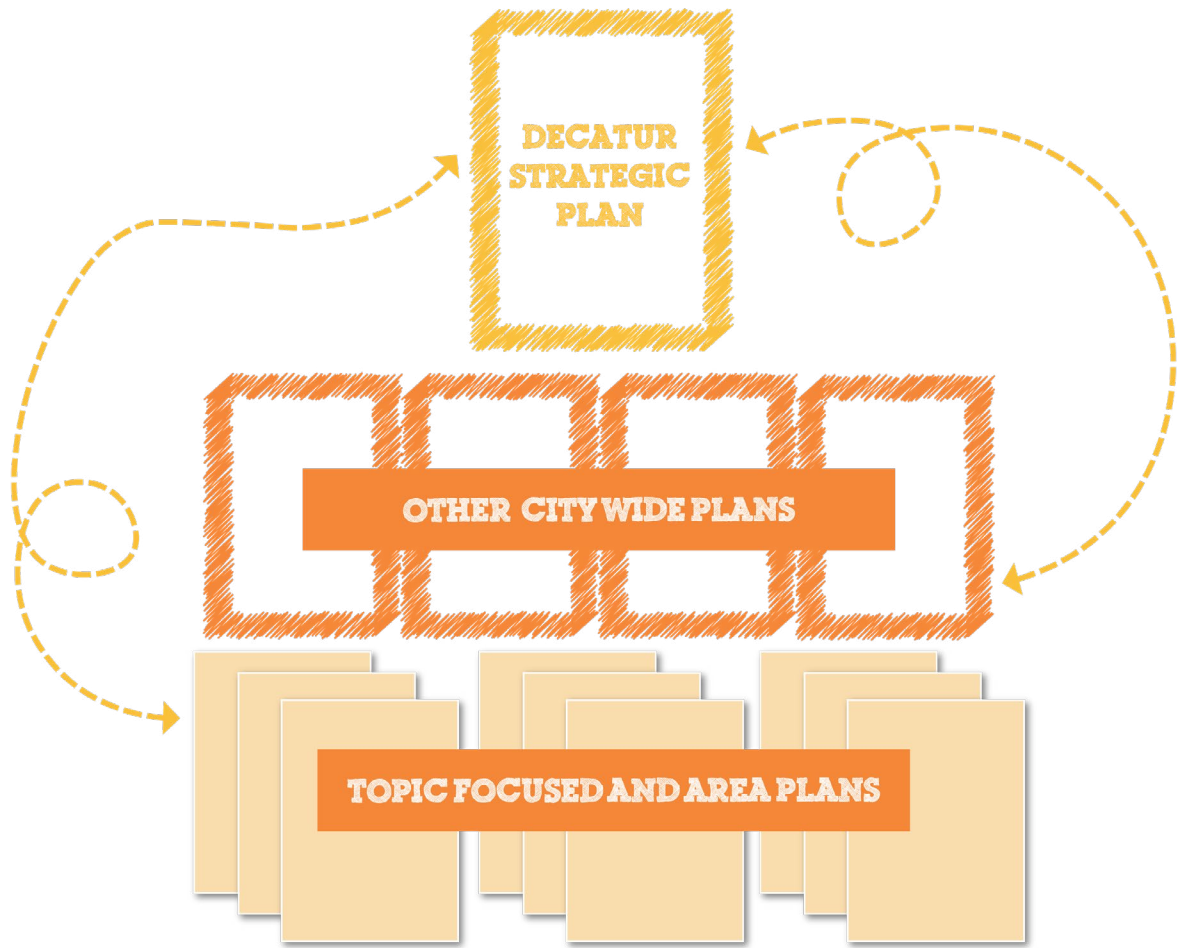 DECATUR
STRATEGIC
PLAN
OTHER CITY WIDE PLANS
TOPIC FOCUSED AND AREA PLANS